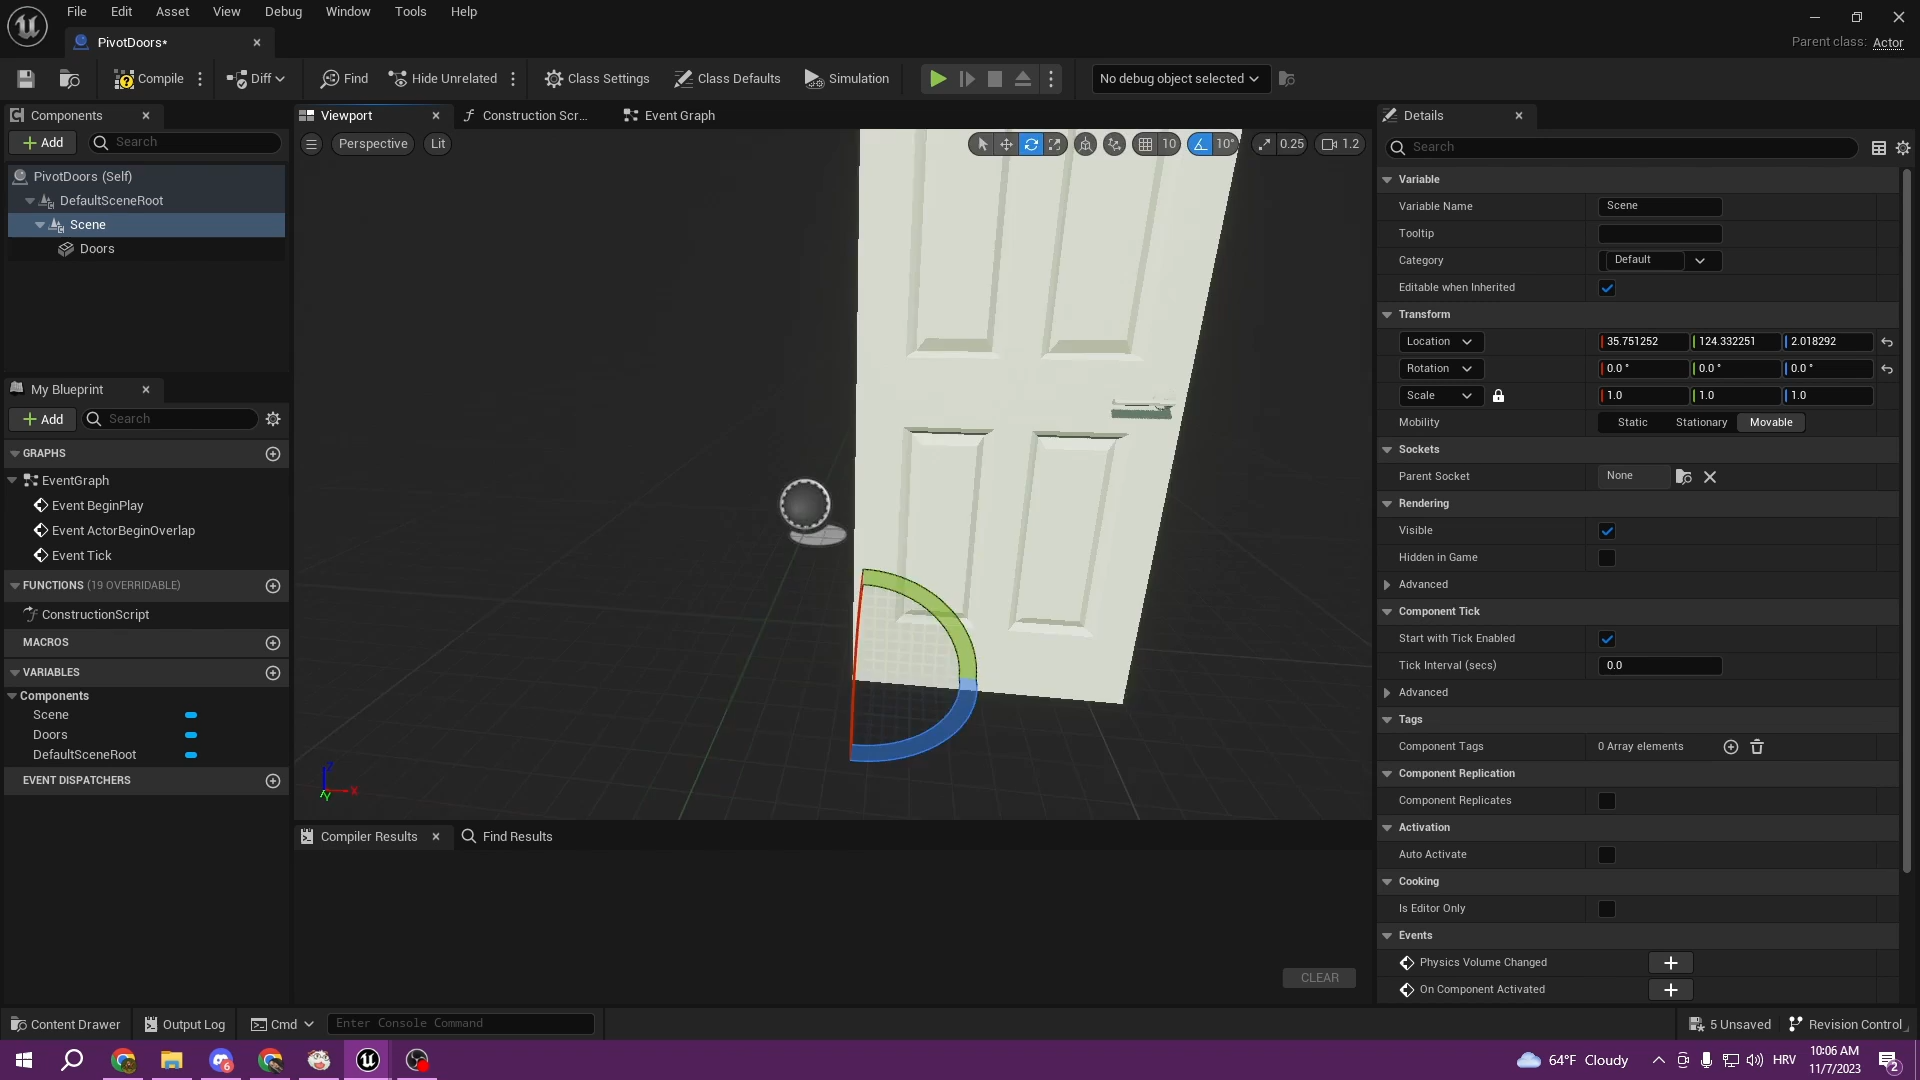 File Edit Asset View Debug Window Tools Help
PivotDoors*
Parent class: Actor
Compile Diff Find Hide Unrelated Class Settings Class Defaults Simulation No debug object selected
Components
Add Search
PivotDoors (Self)
DefaultSceneRoot
Scene
Doors
My Blueprint
Add Search
GRAPHS
EventGraph
Event BeginPlay
Event ActorBeginOverlap
Event Tick
FUNCTIONS (19 OVERRIDABLE)
ConstructionScript
MACROS
VARIABLES
Components
Scene
Doors
DefaultSceneRoot
EVENT DISPATCHERS
Viewport Construction Scr... Event Graph
Perspective Lit 10 10° 0.25 1.2
Z
X
Y
Compiler Results Find Results
CLEAR
Details
Search
Variable
Variable Name Scene
Tooltip
Category Default
Editable when Inherited
Transform
Location 35.751252 124.332251 2.018292
Rotation 0.0 ° 0.0 ° 0.0 °
Scale 1.0 1.0 1.0
Mobility Static Stationary Movable
Sockets
Parent Socket None
Rendering
Visible
Hidden in Game
Advanced
Component Tick
Start with Tick Enabled
Tick Interval (secs) 0.0
Advanced
Tags
Component Tags 0 Array elements
Component Replication
Component Replicates
Activation
Auto Activate
Cooking
Is Editor Only
Events
Physics Volume Changed
On Component Activated
Content Drawer Output Log Cmd Enter Console Command 5 Unsaved Revision Control
6 64°F Cloudy HRV 10:06 AM
11/7/2023 2